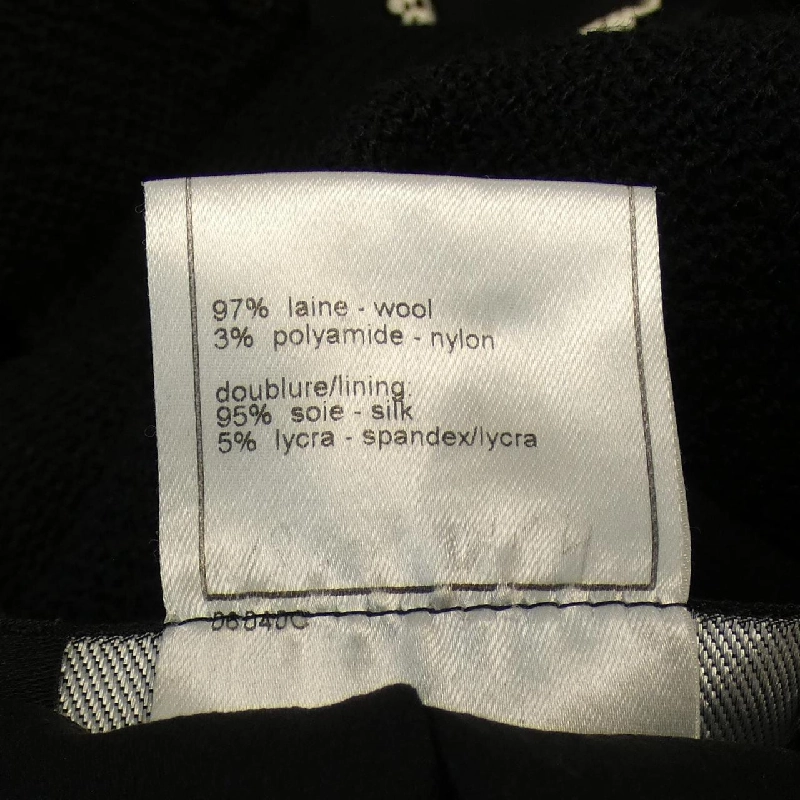 97% laine - wool
3% polyamide - nylon
doublure/lining:
95% soie - silk
5% lycra - spandex/lycra